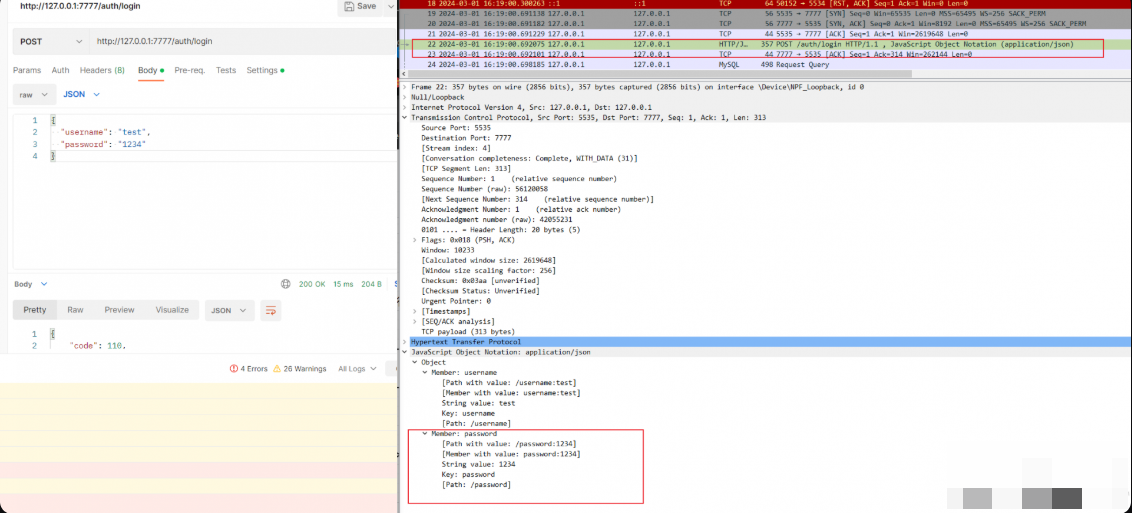 http://127.0.0.1:7777/auth/login
Save
POST
http://127.0.0.1:7777/auth/login
Params Auth Headers (8) Body Pre-req. Tests Settings
raw JSON
1 {
2 "username": "test",
3 "password": "1234"
4 }
Body 200 OK 15 ms 204 B
Pretty Raw Preview Visualize JSON
1 {
2 "code": 110,
4 Errors 26 Warnings All Logs
18 2024-03-01 16:19:00.300263 ::1 ::1 TCP 64 50152 → 5534 [RST, ACK] Seq=1 Ack=1 Win=0 Len=0
19 2024-03-01 16:19:00.691138 127.0.0.1 127.0.0.1 TCP 56 5535 → 7777 [SYN] Seq=0 Win=65535 Len=0 MSS=65495 WS=256 SACK_PERM
20 2024-03-01 16:19:00.691182 127.0.0.1 127.0.0.1 TCP 56 7777 → 5535 [SYN, ACK] Seq=0 Ack=1 Win=8192 Len=0 MSS=65495 WS=256 SACK_PERM
21 2024-03-01 16:19:00.691229 127.0.0.1 127.0.0.1 TCP 44 5535 → 7777 [ACK] Seq=1 Ack=1 Win=2619648 Len=0
22 2024-03-01 16:19:00.692075 127.0.0.1 127.0.0.1 HTTP/J… 357 POST /auth/login HTTP/1.1 , JavaScript Object Notation (application/json)
23 2024-03-01 16:19:00.692101 127.0.0.1 127.0.0.1 TCP 44 7777 → 5535 [ACK] Seq=1 Ack=314 Win=262144 Len=0
24 2024-03-01 16:19:00.698185 127.0.0.1 127.0.0.1 MySQL 498 Request Query
Frame 22: 357 bytes on wire (2856 bits), 357 bytes captured (2856 bits) on interface \Device\NPF_Loopback, id 0
Null/Loopback
Internet Protocol Version 4, Src: 127.0.0.1, Dst: 127.0.0.1
Transmission Control Protocol, Src Port: 5535, Dst Port: 7777, Seq: 1, Ack: 1, Len: 313
Source Port: 5535
Destination Port: 7777
[Stream index: 4]
[Conversation completeness: Complete, WITH_DATA (31)]
[TCP Segment Len: 313]
Sequence Number: 1 (relative sequence number)
Sequence Number (raw): 56120058
[Next Sequence Number: 314 (relative sequence number)]
Acknowledgment Number: 1 (relative ack number)
Acknowledgment number (raw): 42055231
0101 .... = Header Length: 20 bytes (5)
Flags: 0x018 (PSH, ACK)
Window: 10233
[Calculated window size: 2619648]
[Window size scaling factor: 256]
Checksum: 0x03aa [unverified]
[Checksum Status: Unverified]
Urgent Pointer: 0
[Timestamps]
[SEQ/ACK analysis]
TCP payload (313 bytes)
Hypertext Transfer Protocol
JavaScript Object Notation: application/json
Object
Member: username
[Path with value: /username:test]
[Member with value: username:test]
String value: test
Key: username
[Path: /username]
Member: password
[Path with value: /password:1234]
[Member with value: password:1234]
String value: 1234
Key: password
[Path: /password]